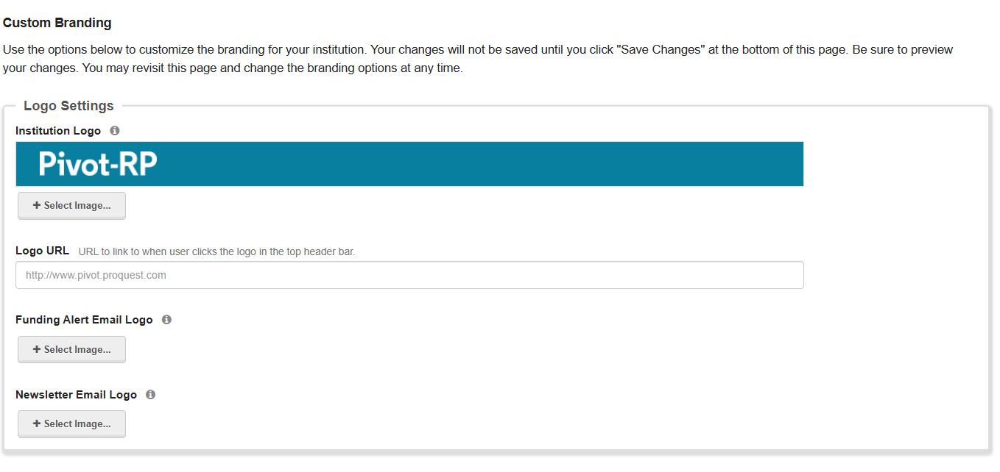 Custom Branding
Use the options below to customize the branding for your institution. Your changes will not be saved until you click "Save Changes" at the bottom of this page. Be sure to preview
your changes. You may revisit this page and change the branding options at any time.
Logo Settings
Institution Logo
Pivot-RP
+ Select Image...
Logo URL URL to link to when user clicks the logo in the top header bar.
http://www.pivot.proquest.com
Funding Alert Email Logo
+ Select Image...
Newsletter Email Logo
+ Select Image...